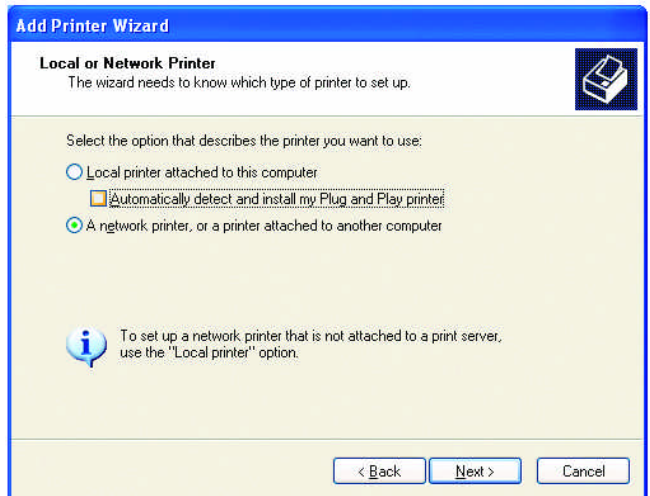 Add Printer Wizard
Local or Network Printer
The wizard needs to know which type of printer to set up.
Select the option that describes the printer you want to use:
Local printer attached to this computer
Automatically detect and install my Plug and Play printer
A network printer, or a printer attached to another computer
To set up a network printer that is not attached to a print server,
use the "Local printer" option.
< Back Next > Cancel